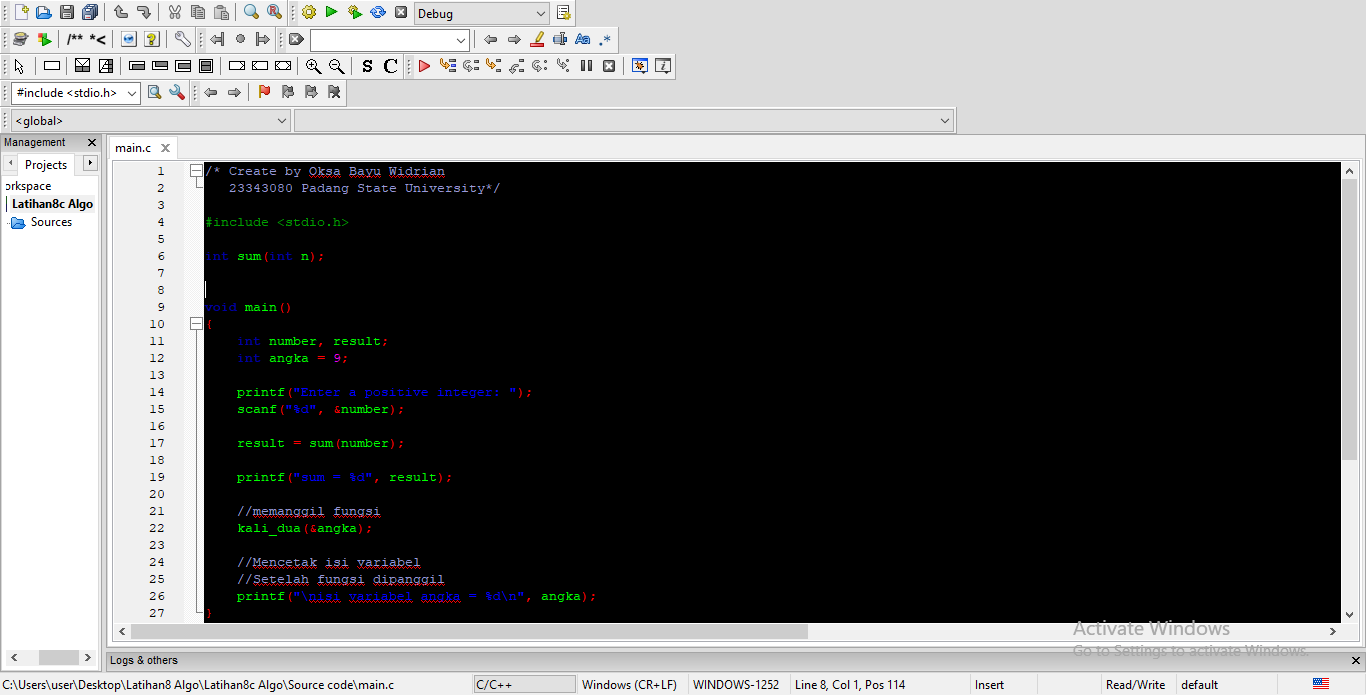 Debug
/** *<
Aa .*
S C
#include <stdio.h>
<global>
Management
main.c
Projects
orkspace
Latihan8c Algo
Sources
1 /* Create by Oksa Bayu Widrian
2 23343080 Padang State University*/
3
4 #include <stdio.h>
5
6 int sum(int n);
7
8
9 void main()
10 {
11 int number, result;
12 int angka = 9;
13
14 printf("Enter a positive integer: ");
15 scanf("%d", &number);
16
17 result = sum(number);
18
19 printf("sum = %d", result);
20
21 //memanggil fungsi
22 kali_dua(&angka);
23
24 //Mencetak isi variabel
25 //Setelah fungsi dipanggil
26 printf("\nisi variabel angka = %d\n", angka);
27 }
Activate Windows
Go to Settings to activate Windows.
Logs & others
C:\Users\user\Desktop\Latihan8 Algo\Latihan8c Algo\Source code\main.c C/C++ Windows (CR+LF) WINDOWS-1252 Line 8, Col 1, Pos 114 Insert Read/Write default